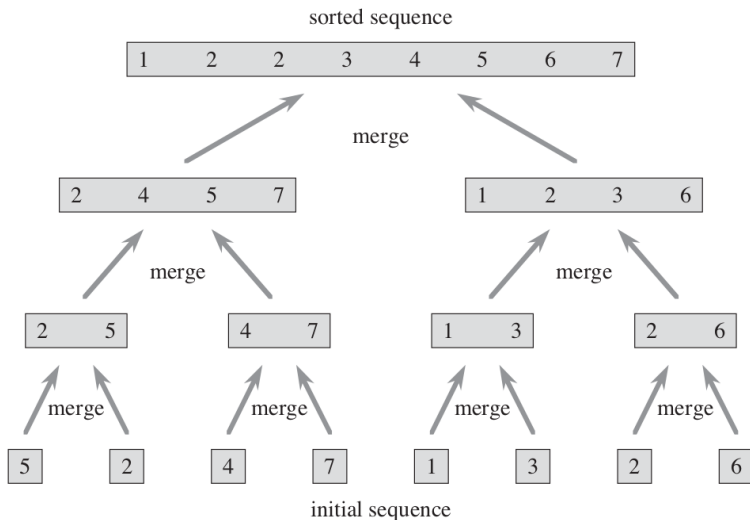 sorted sequence
1 2 2 3 4 5 6 7
merge
2 4 5 7 1 2 3 6
merge merge
2 5 4 7 1 3 2 6
merge merge merge merge
5 2 4 7 1 3 2 6
initial sequence